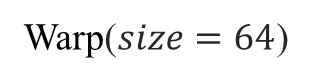 Warp(size = 64)